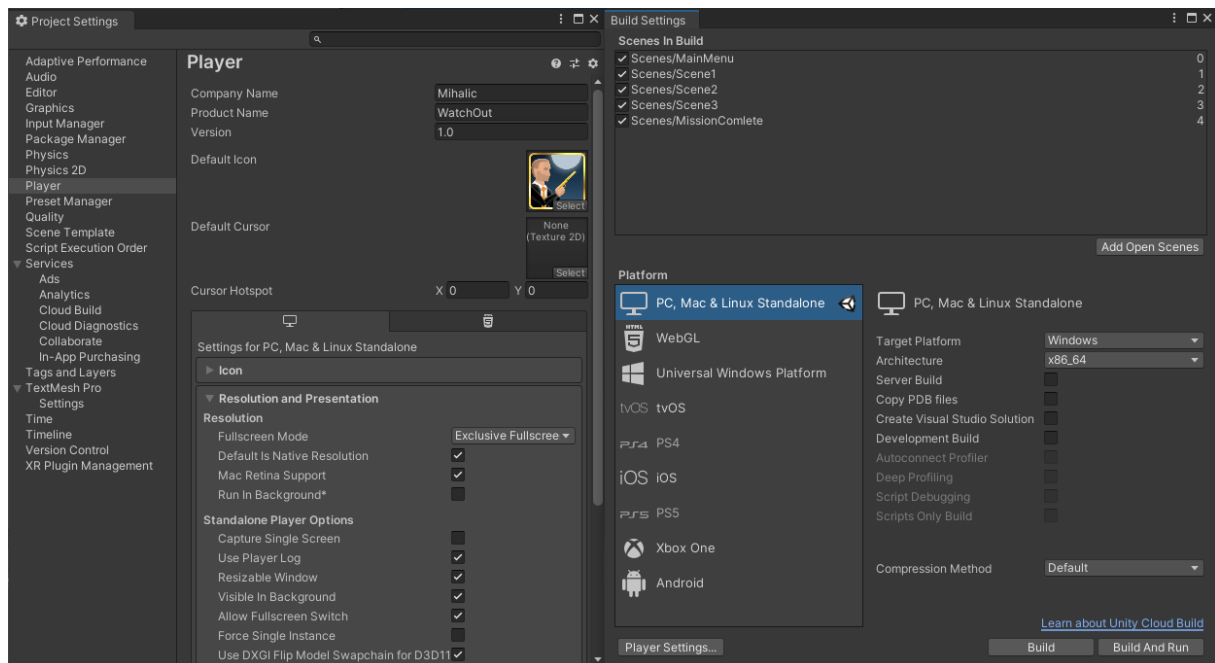 Project Settings
Adaptive Performance
Audio
Editor
Graphics
Input Manager
Package Manager
Physics
Physics 2D
Player
Preset Manager
Quality
Scene Template
Script Execution Order
Services
Ads
Analytics
Cloud Build
Cloud Diagnostics
Collaborate
In-App Purchasing
Tags and Layers
TextMesh Pro
Settings
Time
Timeline
Version Control
XR Plugin Management
Player
Company Name Mihalic
Product Name WatchOut
Version 1.0
Default Icon
Select
Default Cursor
None
(Texture 2D)
Select
Cursor Hotspot X 0 Y 0
Settings for PC, Mac & Linux Standalone
Icon
Resolution and Presentation
Resolution
Fullscreen Mode Exclusive Fullscree
Default Is Native Resolution
Mac Retina Support
Run In Background*
Standalone Player Options
Capture Single Screen
Use Player Log
Resizable Window
Visible In Background
Allow Fullscreen Switch
Force Single Instance
Use DXGI Flip Model Swapchain for D3D11
Build Settings
Scenes In Build
Scenes/MainMenu 0
Scenes/Scene1 1
Scenes/Scene2 2
Scenes/Scene3 3
Scenes/MissionComlete 4
Add Open Scenes
Platform
PC, Mac & Linux Standalone
HTML 5 WebGL
Universal Windows Platform
tvOS tvOS
PS4 PS4
iOS iOS
PS5 PS5
Xbox One
Android
PC, Mac & Linux Standalone
Target Platform Windows
Architecture x86_64
Server Build
Copy PDB files
Create Visual Studio Solution
Development Build
Autoconnect Profiler
Deep Profiling
Script Debugging
Scripts Only Build
Compression Method Default
Learn about Unity Cloud Build
Player Settings...
Build
Build And Run